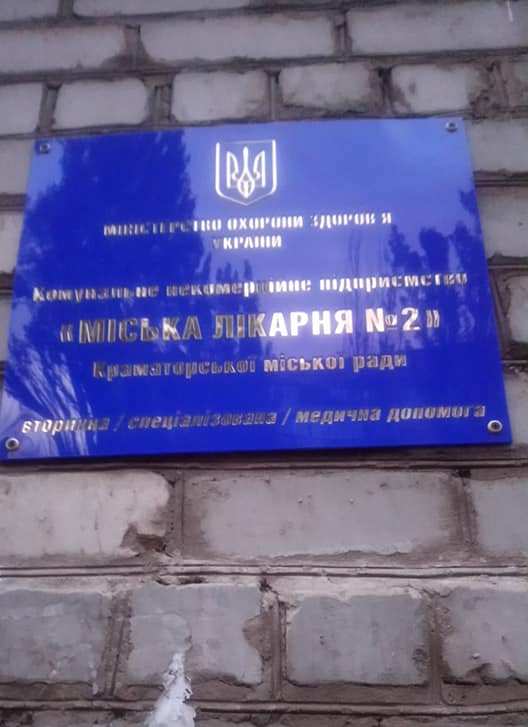 МІНІСТЕРСТВО ОХОРОНИ ЗДОРОВ'Я
УКРАЇНИ
Комунальне некомерційне підприємство
«МІСЬКА ЛІКАРНЯ №2»
Краматорської міської ради
вторинна / спеціалізована / медична допомога